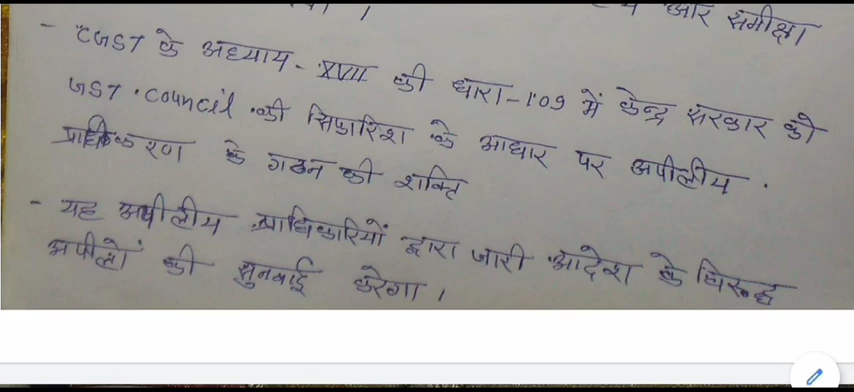 और समीक्षा
- CGST के अध्याय - XVII की धारा - 109 में केन्द्र सरकार को
GST. Council की सिफारिश के आधार पर अपीलीय.
प्राधिकरण के गठन की शक्ति
- यह अपीलीय प्राधिकारियों द्वारा जारी आदेश के विरुद्ध
अपीलों की सुनवाई करेगा।